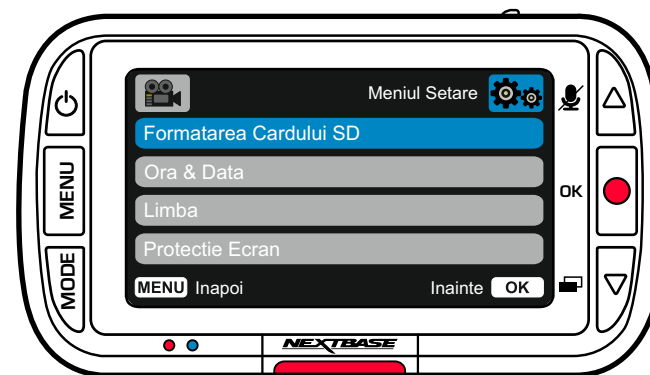 Meniul Setare
Formatarea Cardului SD
Ora & Data
Limba
Protectie Ecran
MENU Inapoi
Inainte OK
MENU
MODE
OK
NEXTBASE